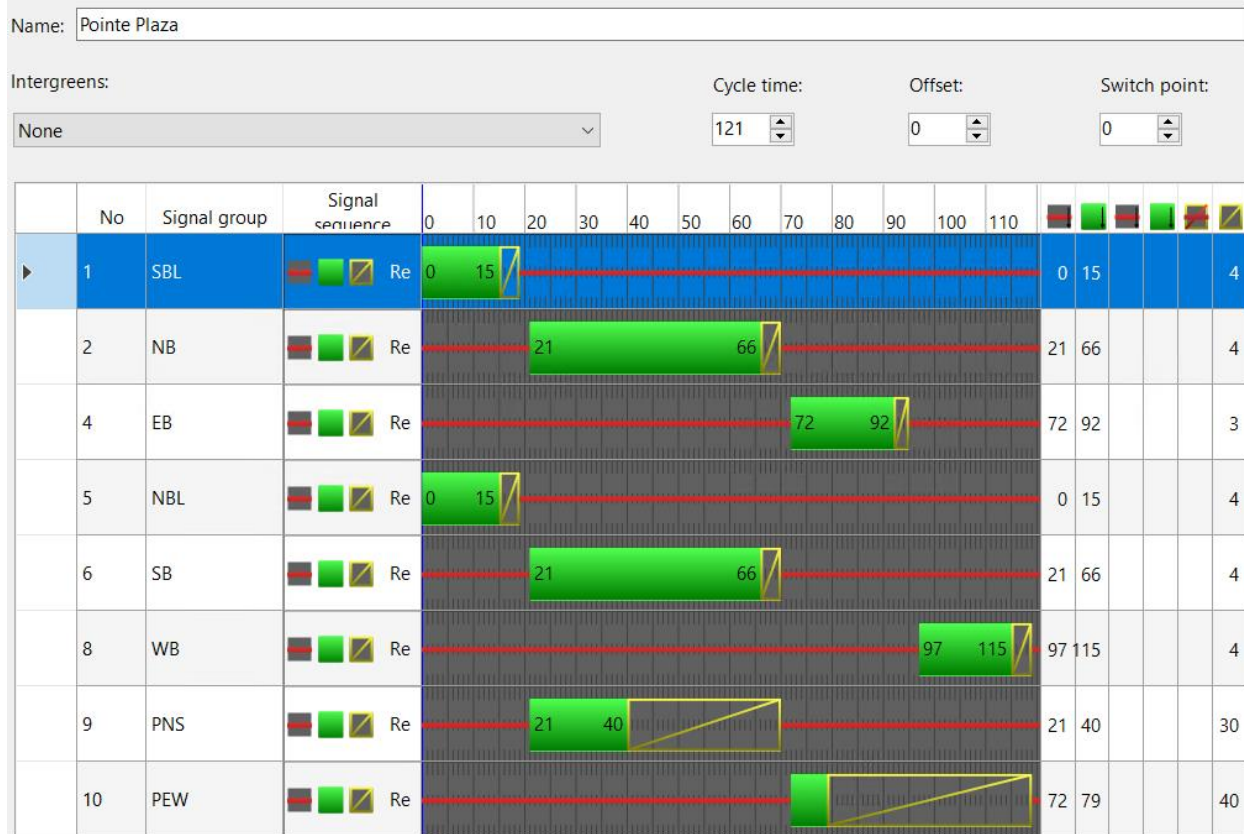 Name: Pointe Plaza
Intergreens:
Cycle time: Offset: Switch point:
None 121 0 0
No Signal group Signal sequence 0 10 20 30 40 50 60 70 80 90 100 110
1 SBL Re 0 15 0 15 4
2 NB Re 21 66 21 66 4
4 EB Re 72 92 72 92 3
5 NBL Re 0 15 0 15 4
6 SB Re 21 66 21 66 4
8 WB Re 97 115 97 115 4
9 PNS Re 21 40 21 40 30
10 PEW Re 72 79 40